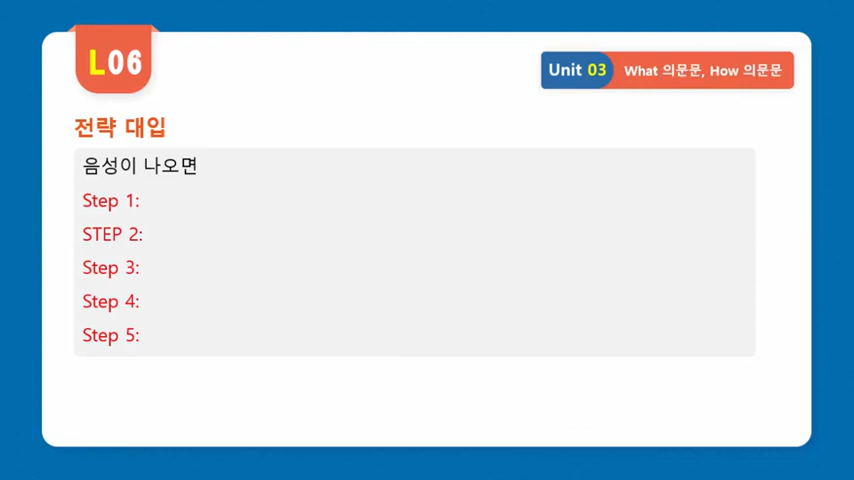 L06
Unit 03 What 의문문, How 의문문
전략 대입
음성이 나오면
Step 1:
STEP 2:
Step 3:
Step 4:
Step 5: